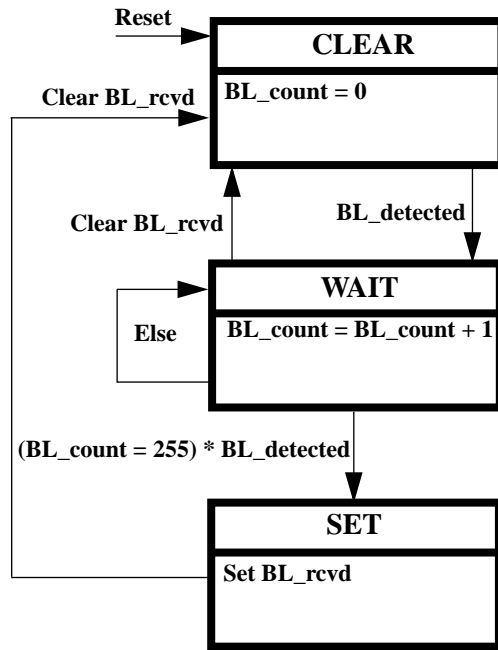 Reset
CLEAR
Clear BL_rcvd
BL_count = 0
Clear BL_rcvd
BL_detected
WAIT
Else
BL_count = BL_count + 1
(BL_count = 255) * BL_detected
SET
Set BL_rcvd